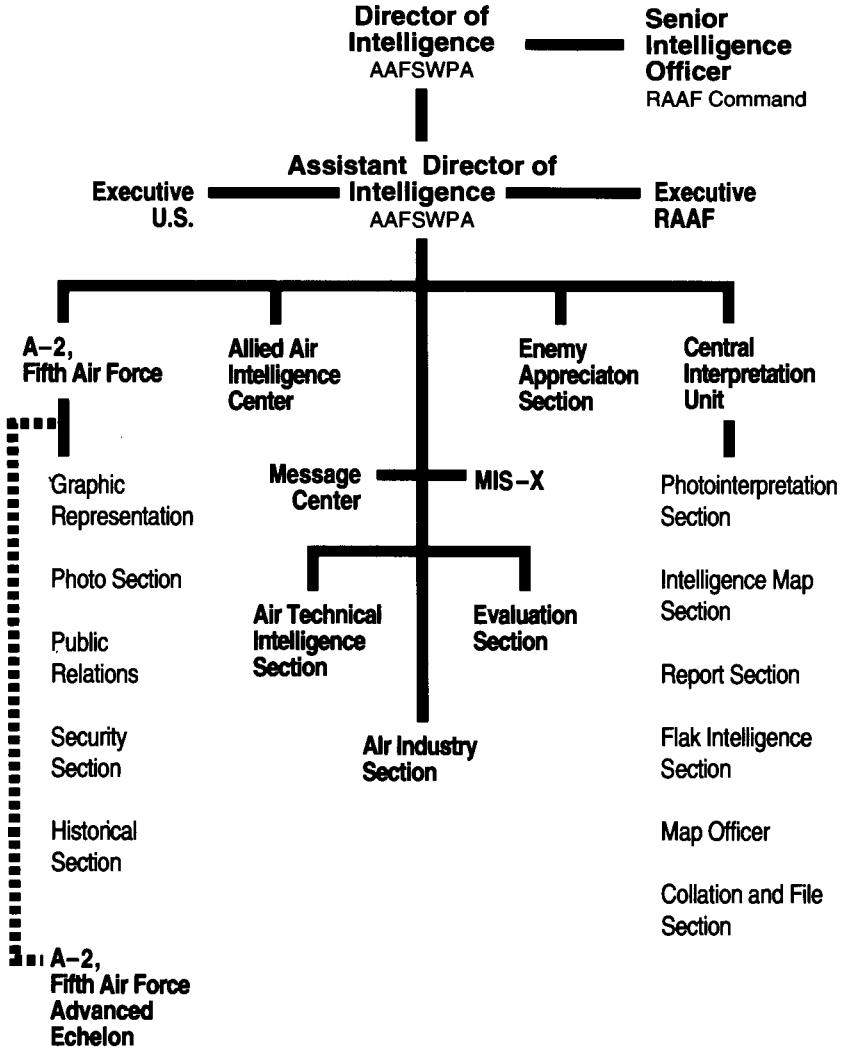 Director of
Intelligence
AAFSWPA
Senior
Intelligence
Officer
RAAF Command
Assistant Director of
Intelligence
AAFSWPA
Executive
U.S.
Executive
RAAF
A–2,
Fifth Air Force
Allied Air
Intelligence
Center
Enemy
Appreciaton
Section
Central
Interpretation
Unit
Message
Center
MIS–X
Graphic
Representation
Photo Section
Public
Relations
Security
Section
Historical
Section
Air Technical
Intelligence
Section
Evaluation
Section
Air Industry
Section
Photointerpretation
Section
Intelligence Map
Section
Report Section
Flak Intelligence
Section
Map Officer
Collation and File
Section
A–2,
Fifth Air Force
Advanced
Echelon